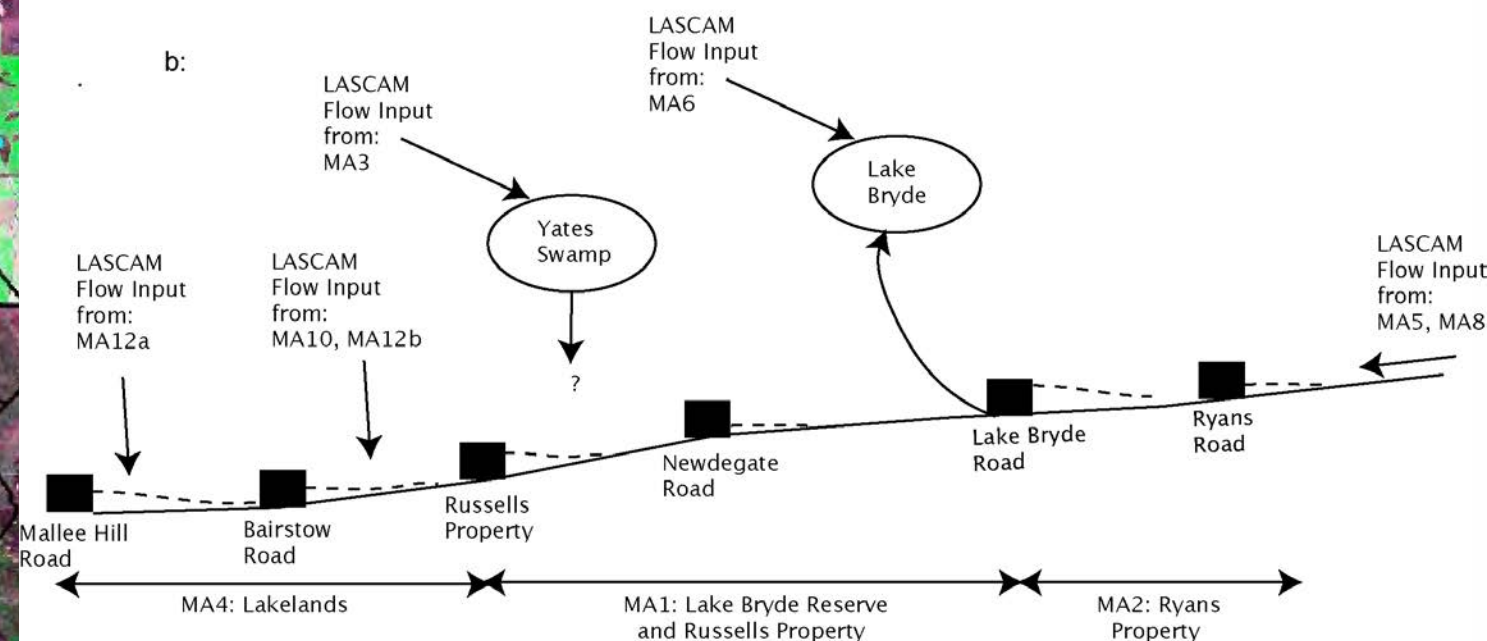 b:
LASCAM
Flow Input
from:
MA6
LASCAM
Flow Input
from:
MA3
Lake
Bryde
Yates
Swamp
LASCAM
Flow Input
from:
MA5, MA8
LASCAM
Flow Input
from:
MA12a
LASCAM
Flow Input
from:
MA10, MA12b
?
Ryans
Road
Lake Bryde
Road
Newdegate
Road
Russells
Property
Bairstow
Road
Mallee Hill
Road
MA4: Lakelands
MA1: Lake Bryde Reserve
and Russells Property
MA2: Ryans
Property